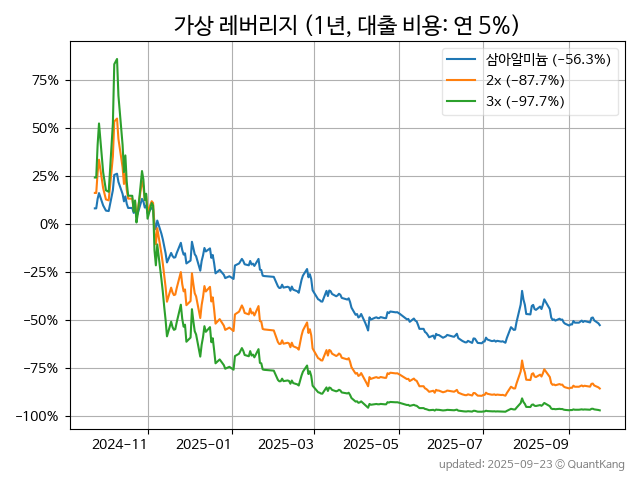 가상 레버리지 (1년, 대출 비용: 연 5%)
삼아알미늄 (-56.3%)
2x (-87.7%)
3x (-97.7%)
75%
50%
25%
0%
−25%
−50%
−75%
−100%
2024-11 2025-01 2025-03 2025-05 2025-07 2025-09
updated: 2025-09-23 © QuantKang